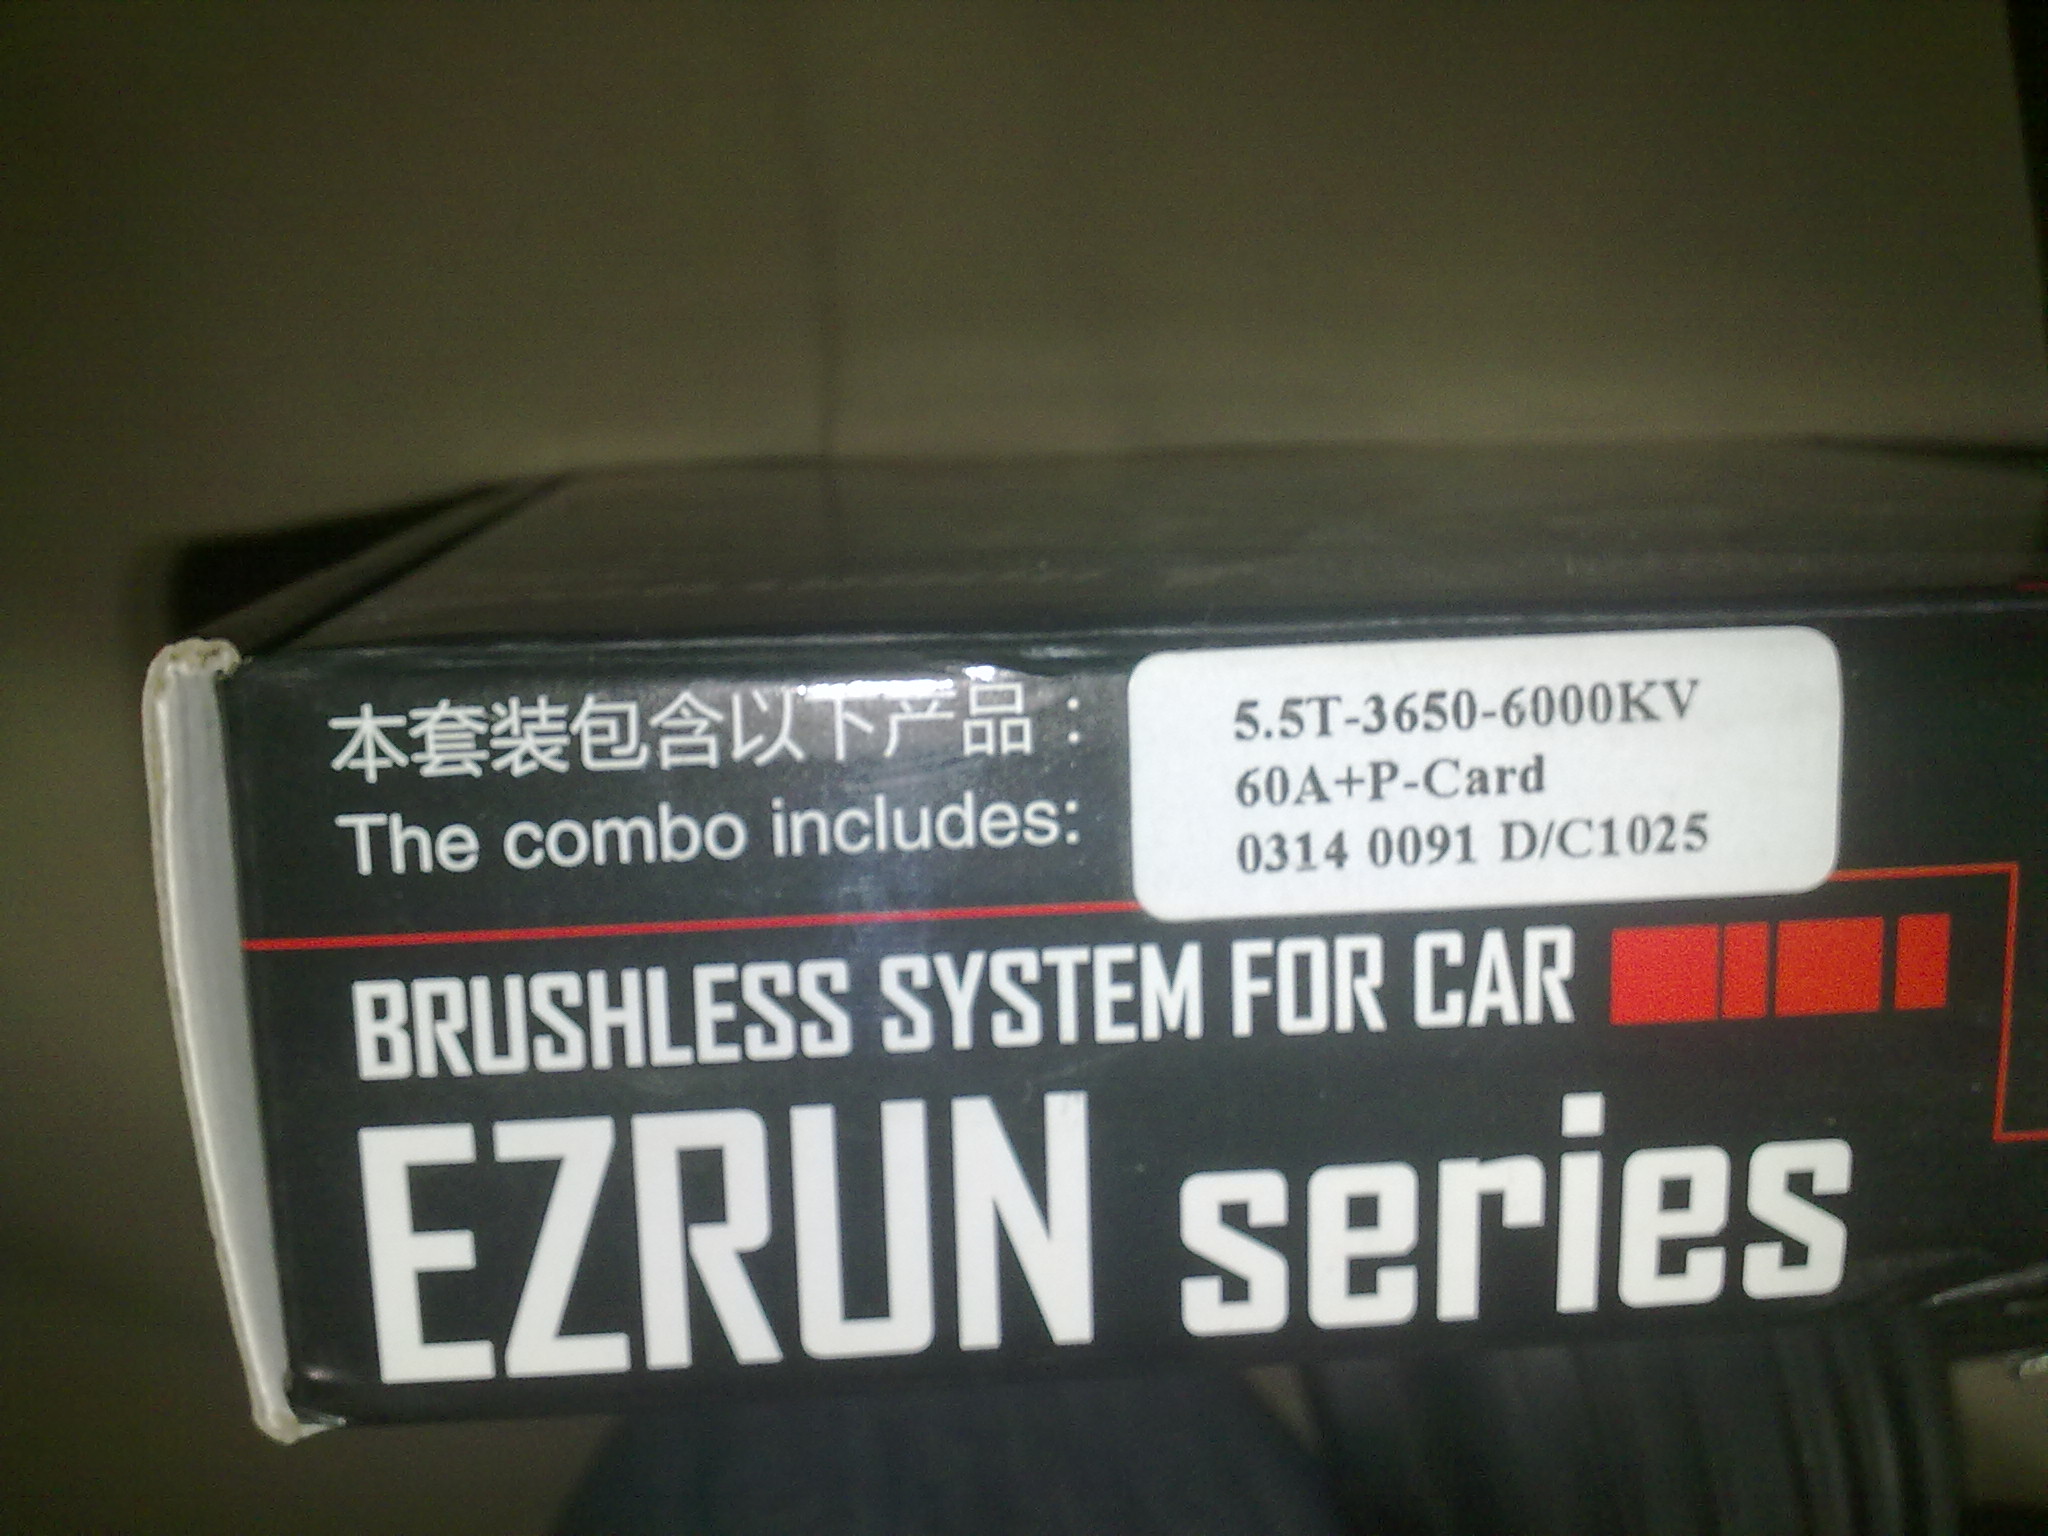 本套装包含以下产品：
The combo includes:
5.5T-3650-6000KV
60A+P-Card
0314 0091 D/C1025
BRUSHLESS SYSTEM FOR CAR
EZRUN series